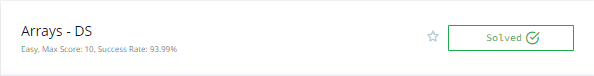 Arrays - DS
Easy, Max Score: 10, Success Rate: 93.99%
Solved